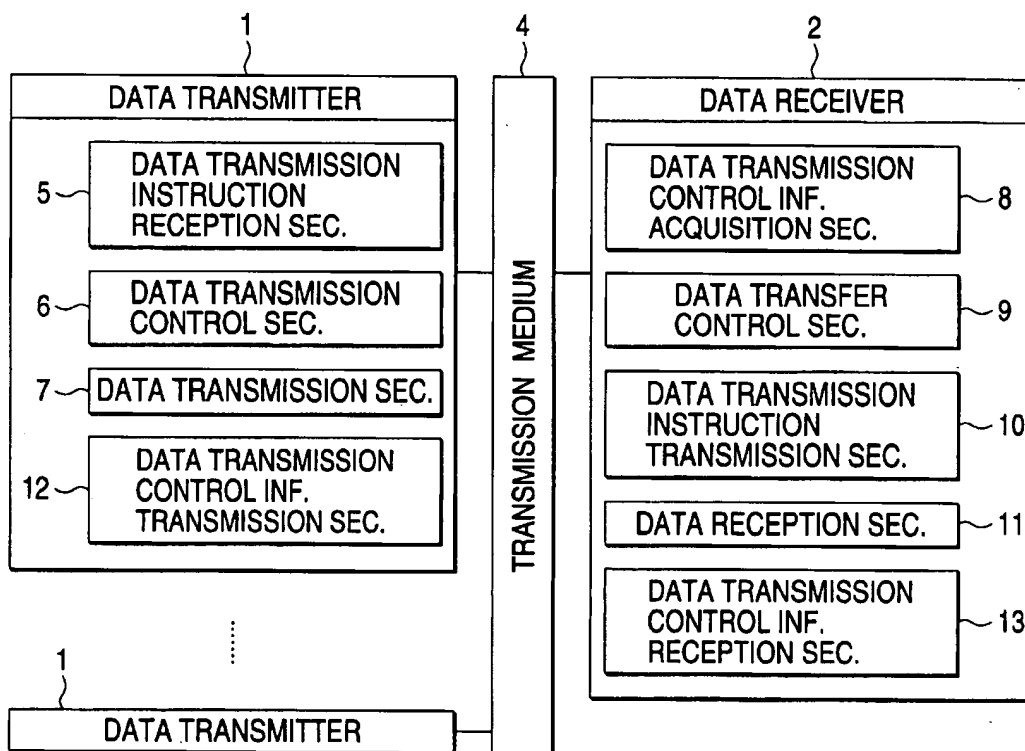 1
4
2
DATA TRANSMITTER
DATA RECEIVER
5
DATA TRANSMISSION
INSTRUCTION
RECEPTION SEC.
6
DATA TRANSMISSION
CONTROL SEC.
7
DATA TRANSMISSION SEC.
12
DATA TRANSMISSION
CONTROL INF.
TRANSMISSION SEC.
TRANSMISSION MEDIUM
DATA TRANSMISSION
CONTROL INF.
ACQUISITION SEC.
8
DATA TRANSFER
CONTROL SEC.
9
DATA TRANSMISSION
INSTRUCTION
TRANSMISSION SEC.
10
DATA RECEPTION SEC.
11
DATA TRANSMISSION
CONTROL INF.
RECEPTION SEC.
13
1
DATA TRANSMITTER